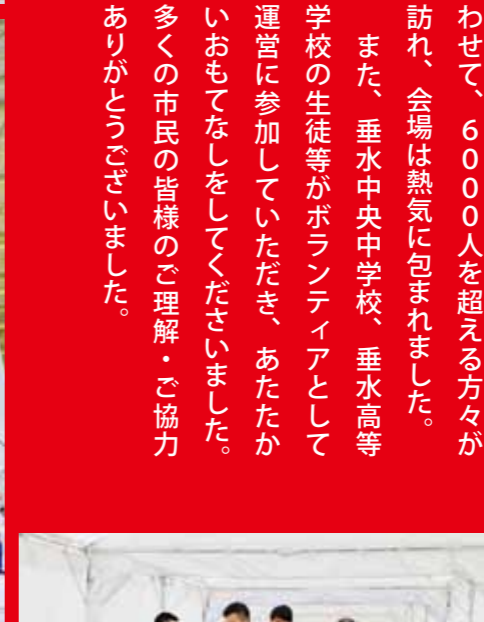 わせて、6000人を超える方々が
訪れ、会場は熱気に包まれました。
また、垂水中央中学校、垂水高等
学校の生徒等がボランティアとして
運営に参加していただき、あたたか
いおもてなしをしてくださいました。
多くの市民の皆様のご理解・ご協力
ありがとうございました。